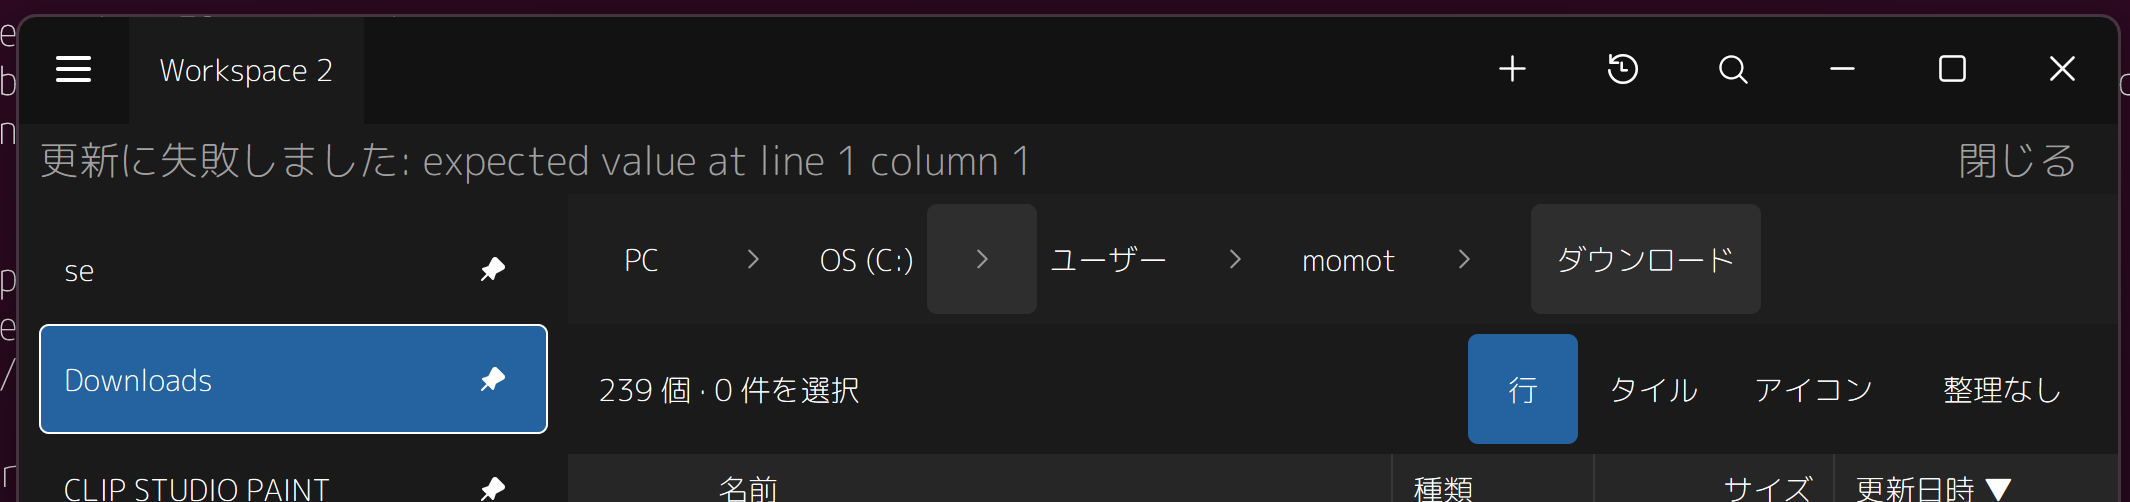 Workspace 2
更新に失敗しました: expected value at line 1 column 1 閉じる
PC OS (C:) ユーザー momot ダウンロード
se
Downloads
239 個 · 0 件を選択 行 タイル アイコン 整理なし
CLIP STUDIO PAINT
名前 種類 サイズ 更新日時 ▼